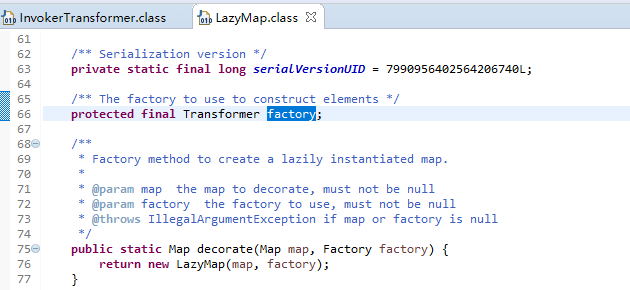 InvokerTransformer.class LazyMap.class
61
62 /** Serialization version */
63 private static final long serialVersionUID = 7990956402564206740L;
64
65 /** The factory to use to construct elements */
66 protected final Transformer factory;
67
68 /**
69 * Factory method to create a lazily instantiated map.
70 *
71 * @param map the map to decorate, must not be null
72 * @param factory the factory to use, must not be null
73 * @throws IllegalArgumentException if map or factory is null
74 */
75 public static Map decorate(Map map, Factory factory) {
76 return new LazyMap(map, factory);
77 }